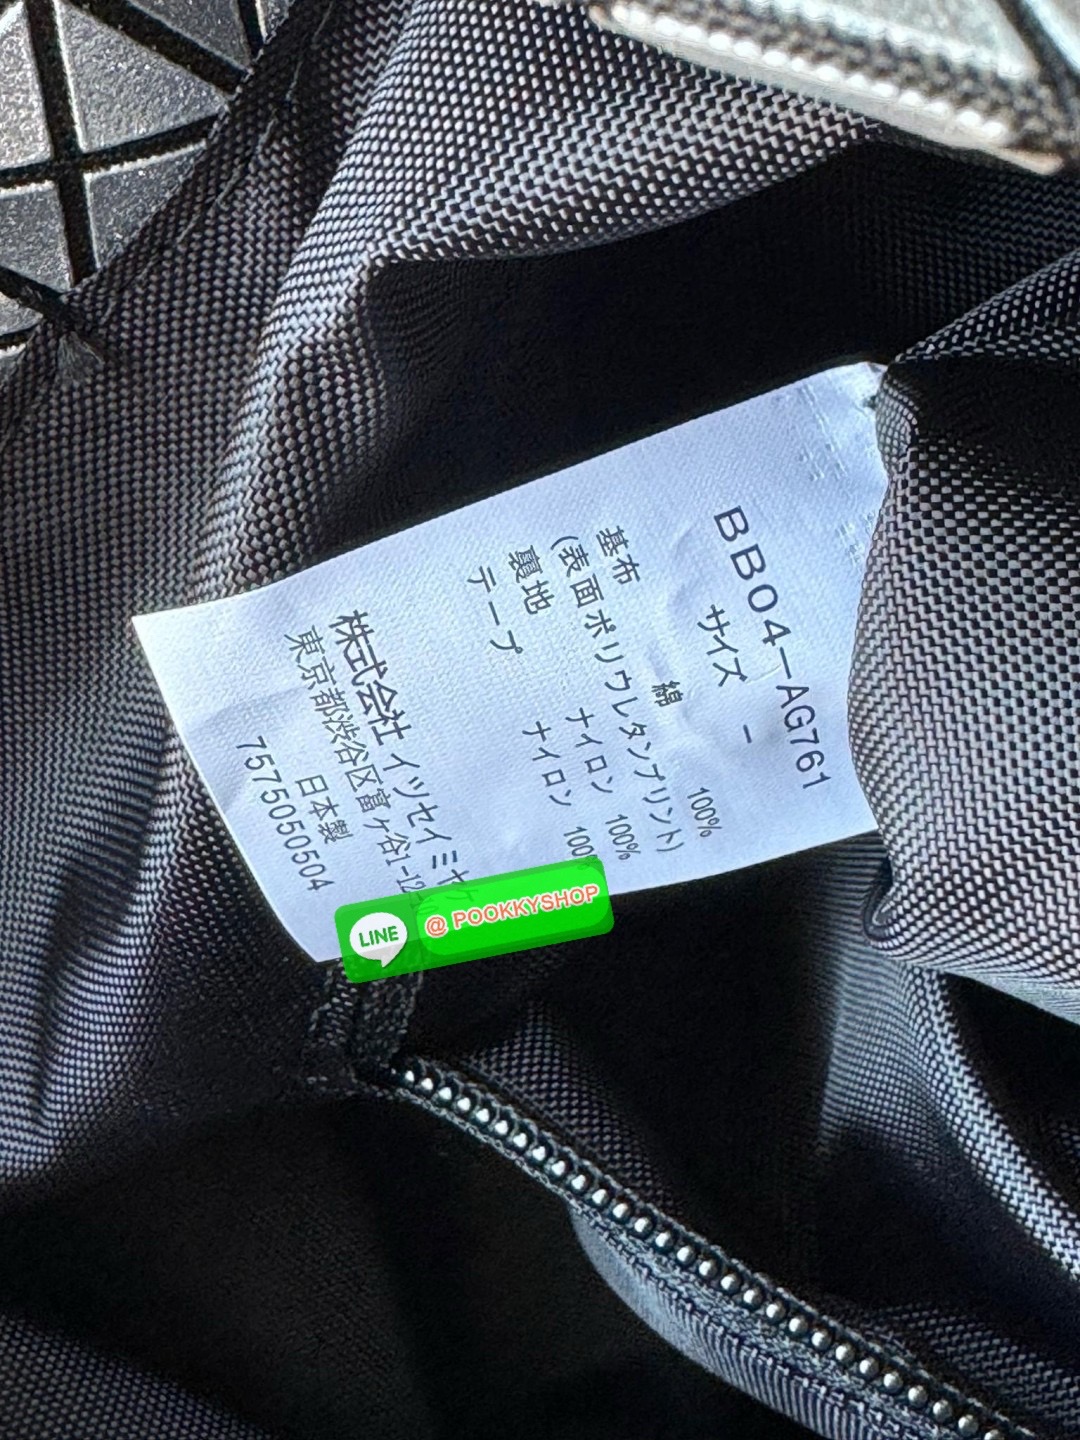 BB04-AG761
サイズ -
基布 綿 100%
(表面ポリウレタンプリント)
裏地 ナイロン 100%
テープ ナイロン 100%
株式会社イッセイミヤケ
東京都渋谷区富ヶ谷1-12
日本製
7575050504
LINE @ POOKKYSHOP